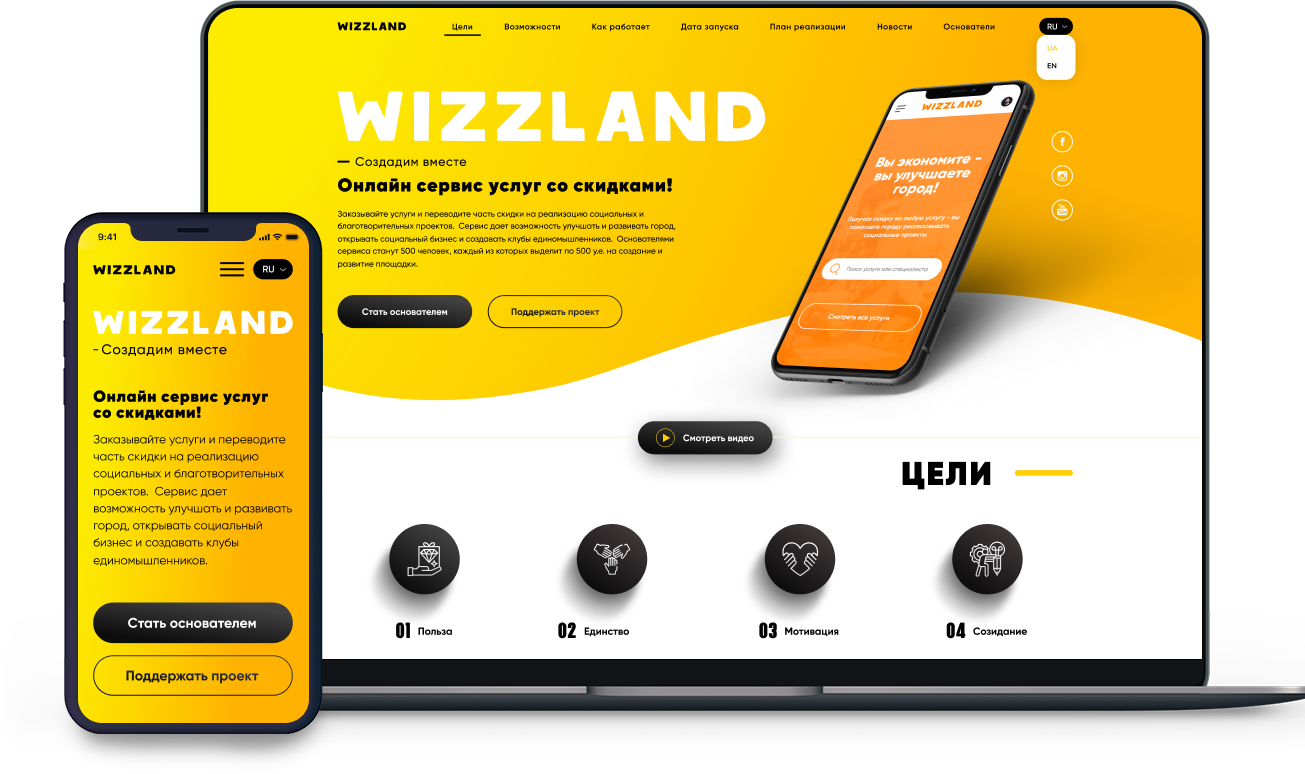 WIZZLAND
Цели
Возможности
Как работает
Дата запуска
План реализации
Новости
Основатели
RU
UA
EN
WIZZLAND
Создадим вместе
Онлайн сервис услуг со скидками!
Заказывайте услуги и переводите часть скидки на реализацию социальных и
благотворительных проектов. Сервис дает возможность улучшать и развивать город,
открывать социальный бизнес и создавать клубы единомышленников. Основателями
сервиса станут 500 человек, каждый из которых выделит по 500 у.е. на создание и
развитие площадки.
Стать основателем
Поддержать проект
WIZZLAND
Вы экономите –
вы улучшаете
город!
Получая скидку на любую услугу - вы
помогаете городу реализовывать
социальные проекты
Поиск услуги или специалиста
Смотреть все услуги
You
Tube
Смотреть видео
ЦЕЛИ
01 Польза
02 Единство
03 Мотивация
04 Созидание
9:41
WIZZLAND
RU
WIZZLAND
– Создадим вместе
Онлайн сервис услуг
со скидками!
Заказывайте услуги и переводите
часть скидки на реализацию
социальных и благотворительных
проектов. Сервис дает
возможность улучшать и развивать
город, открывать социальный
бизнес и создавать клубы
единомышленников.
Стать основателем
Поддержать проект